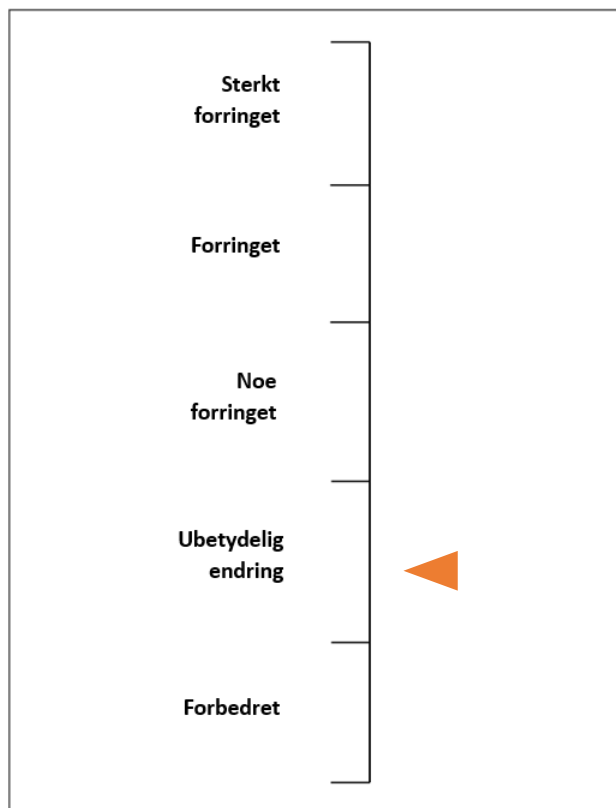 Sterkt
forringet
Forringet
Noe
forringet
Ubetydelig
endring
Forbedret